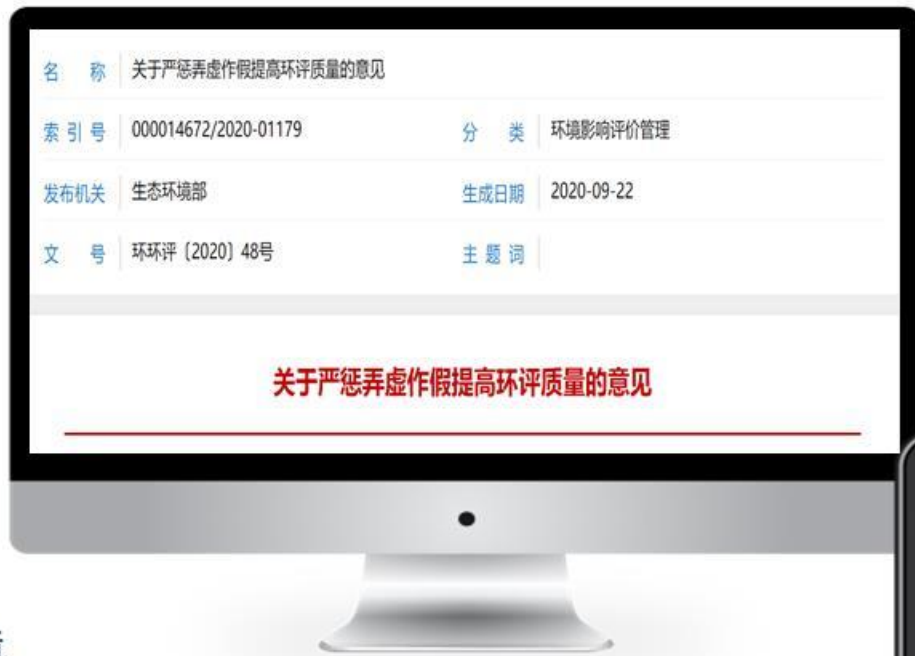 名 称 关于严惩弄虚作假提高环评质量的意见
索 引 号 000014672/2020-01179 分 类 环境影响评价管理
发布机关 生态环境部 生成日期 2020-09-22
文 号 环环评〔2020〕48号 主 题 词
关于严惩弄虚作假提高环评质量的意见